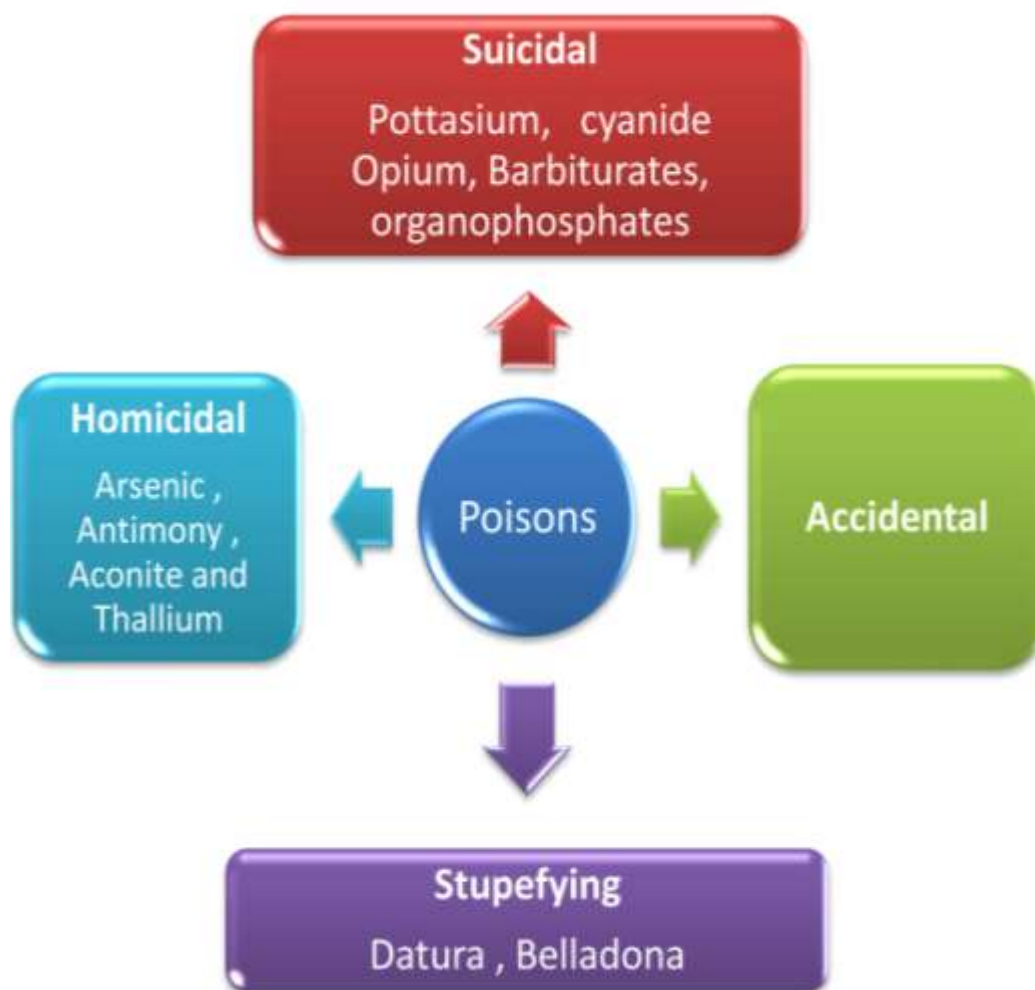 Suicidal
Pottasium, cyanide
Opium, Barbiturates,
organophosphates
Homicidal
Arsenic ,
Antimony ,
Aconite and
Thallium
Poisons
Accidental
Stupefying
Datura , Belladona